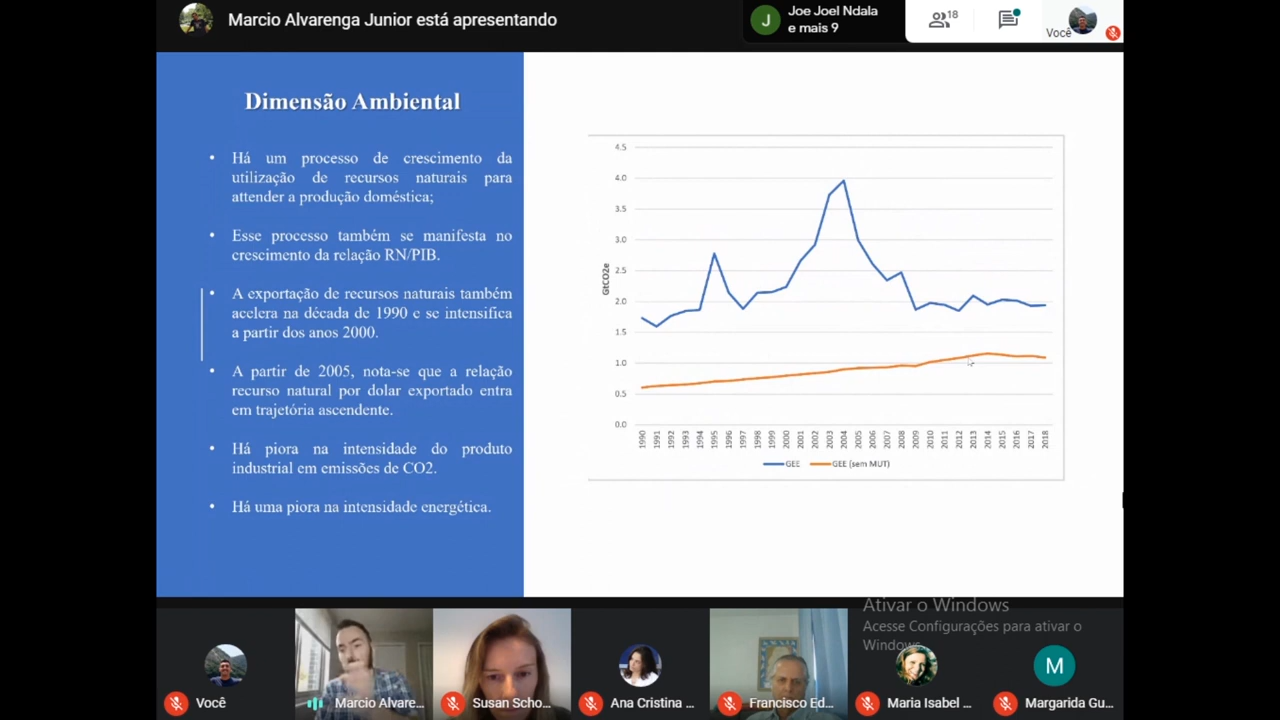 Marcio Alvarenga Junior está apresentando
J
Joe Joel Ndala
e mais 9
18
Você
Dimensão Ambiental
• Há um processo de crescimento da
utilização de recursos naturais para
attender a produção doméstica;
• Esse processo também se manifesta no
crescimento da relação RN/PIB.
• A exportação de recursos naturais também
acelera na década de 1990 e se intensifica
a partir dos anos 2000.
• A partir de 2005, nota-se que a relação
recurso natural por dolar exportado entra
em trajetória ascendente.
• Há piora na intensidade do produto
industrial em emissões de CO2.
• Há uma piora na intensidade energética.
GtCO2e
4.5
4.0
3.5
3.0
2.5
2.0
1.5
1.0
0.5
0.0
1990 1991 1992 1993 1994 1995 1996 1997 1998 1999 2000 2001 2002 2003 2004 2005 2006 2007 2008 2009 2010 2011 2012 2013 2014 2015 2016 2017 2018
GEE GEE (sem MUT)
Ativar o Windows
Acesse Configurações para ativar o
Windows.
M
Você
Marcio Alvare...
Susan Scho...
Ana Cristina ...
Francisco Ed...
Maria Isabel ...
Margarida Gu...